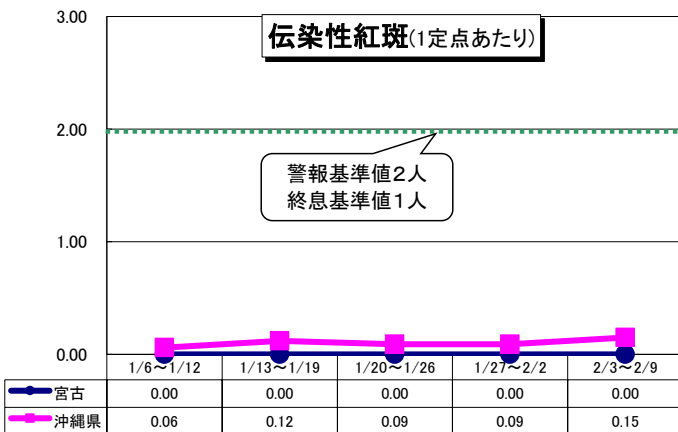 3.00
伝染性紅斑(1定点あたり)
2.00
警報基準値2人
終息基準値1人
1.00
0.00
1/6～1/12 1/13～1/19 1/20～1/26 1/27～2/2 2/3～2/9
宮古 0.00 0.00 0.00 0.00 0.00
沖縄県 0.06 0.12 0.09 0.09 0.15